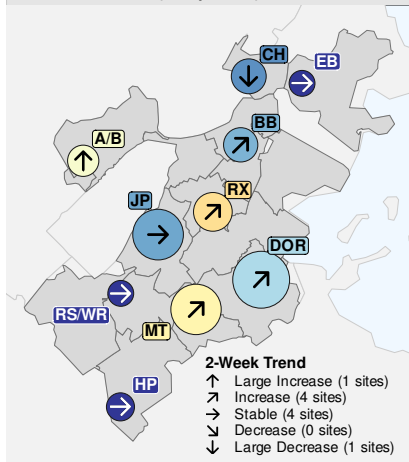 CH
EB
BB
A/B
RX
JP
DOR
RS/WR
MT
HP
2-Week Trend
↑ Large Increase (1 sites)
↗ Increase (4 sites)
→ Stable (4 sites)
↘ Decrease (0 sites)
↓ Large Decrease (1 sites)